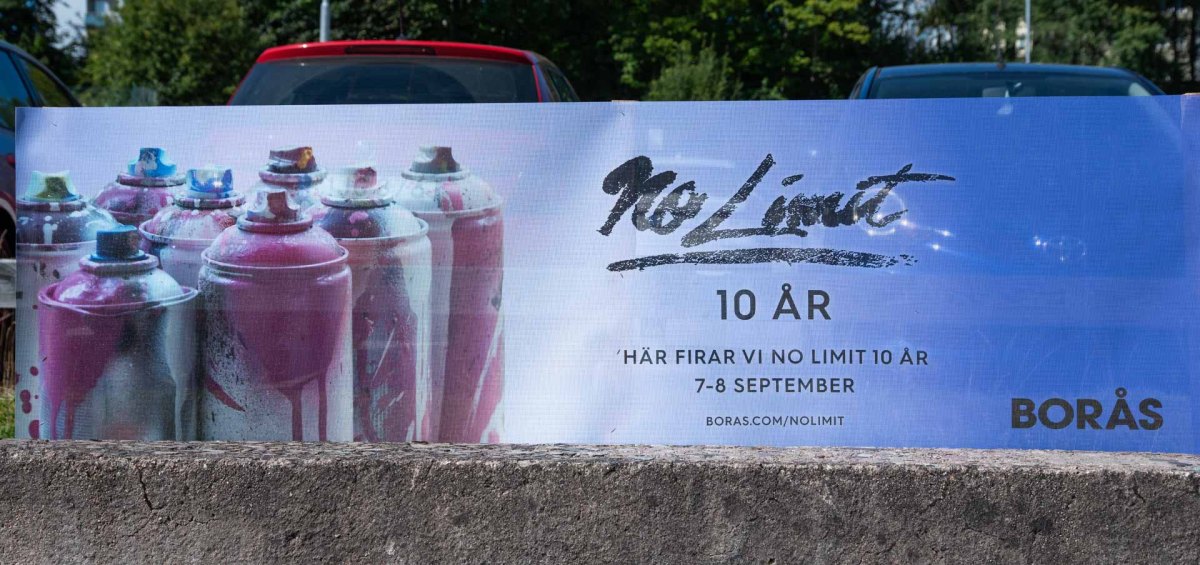 No Limit
10 ÅR
HÄR FIRAR VI NO LIMIT 10 ÅR
7-8 SEPTEMBER
BORAS.COM/NOLIMIT
BORÅS